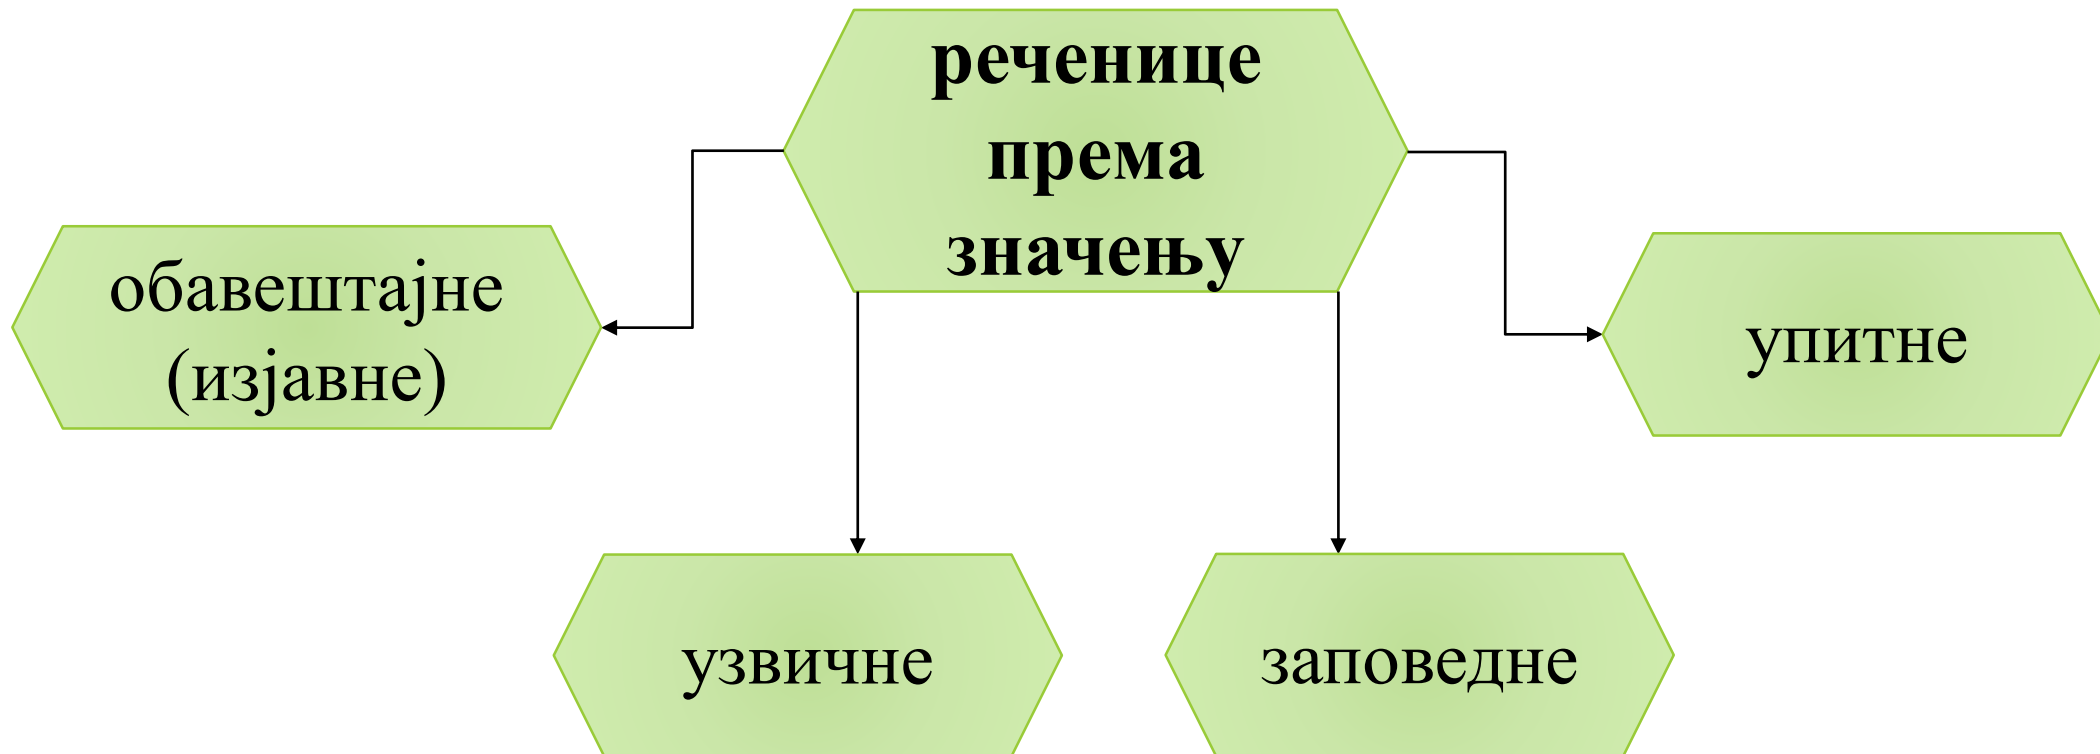 реченице
према
значењу
обавештајне
(изјавне)
упитне
узвичне
заповедне